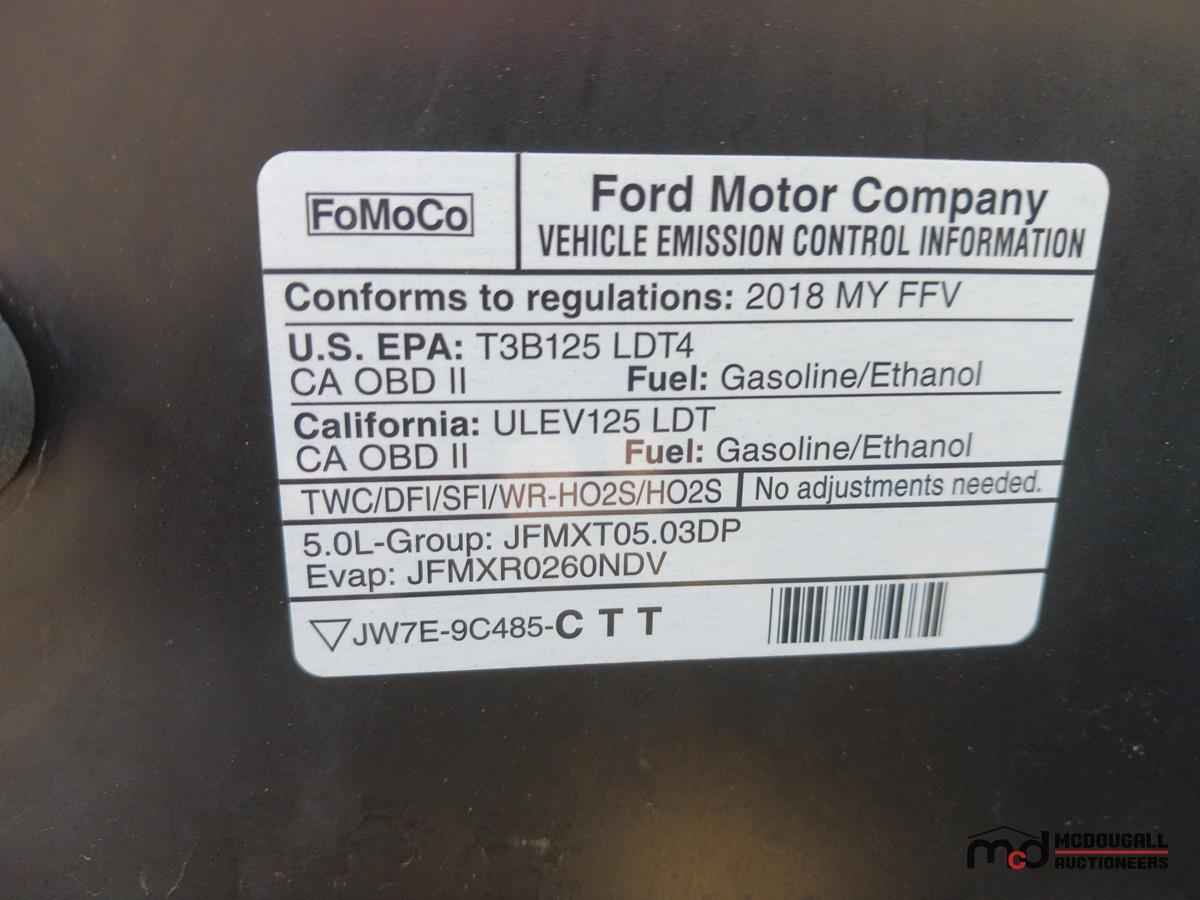 FoMoCo
Ford Motor Company
VEHICLE EMISSION CONTROL INFORMATION
Conforms to regulations: 2018 MY FFV
U.S. EPA: T3B125 LDT4
CA OBD II Fuel: Gasoline/Ethanol
California: ULEV125 LDT
CA OBD II Fuel: Gasoline/Ethanol
TWC/DFI/SFI/WR-HO2S/HO2S No adjustments needed.
5.0L-Group: JFMXT05.03DP
Evap: JFMXR0260NDV
JW7E-9C485-C T T
mcd MCDOUGALL
AUCTIONEERS